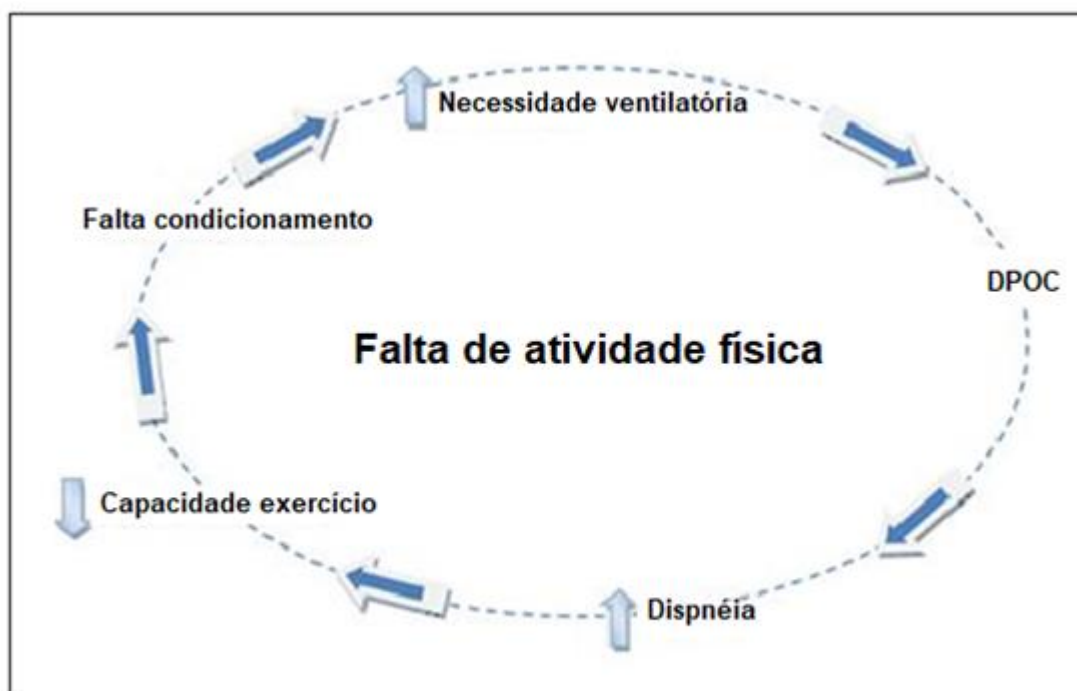 Necessidade ventilatória
Falta condicionamento
DPOC
Falta de atividade física
Capacidade exercício
Dispnéia